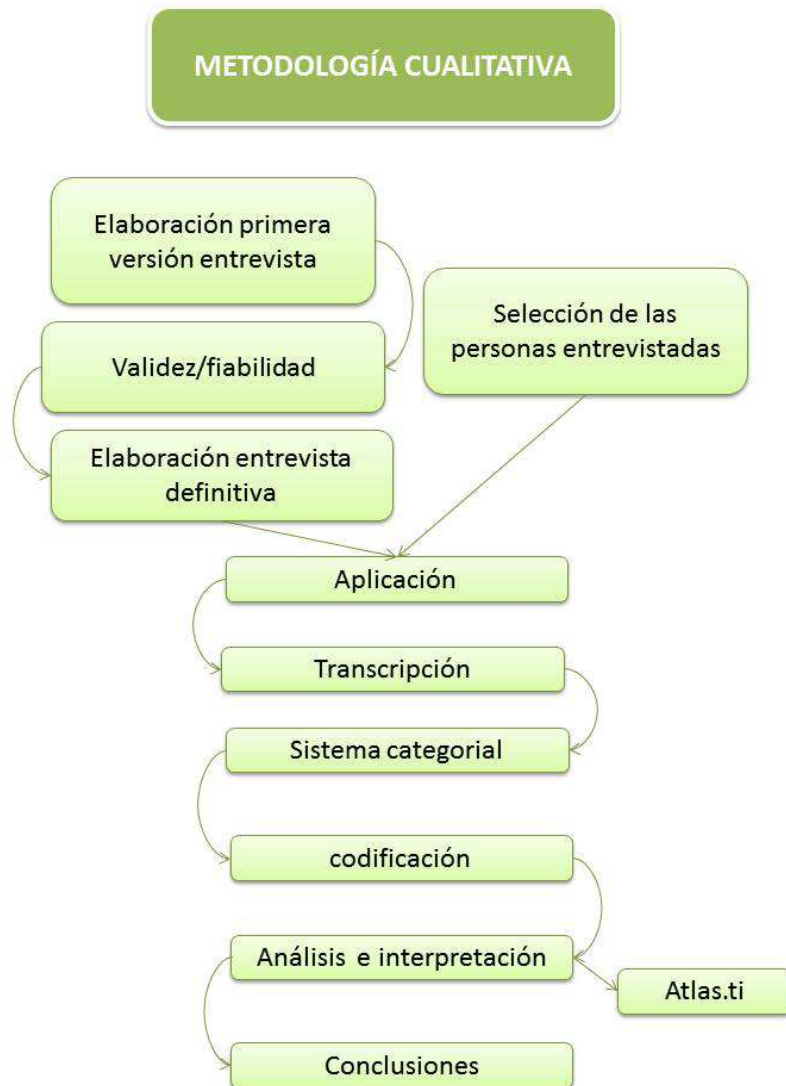 METODOLOGÍA CUALITATIVA
Elaboración primera
versión entrevista
Selección de las
personas entrevistadas
Validez/fiabilidad
Elaboración entrevista
definitiva
Aplicación
Transcripción
Sistema categorial
codificación
Análisis e interpretación
Atlas.ti
Conclusiones